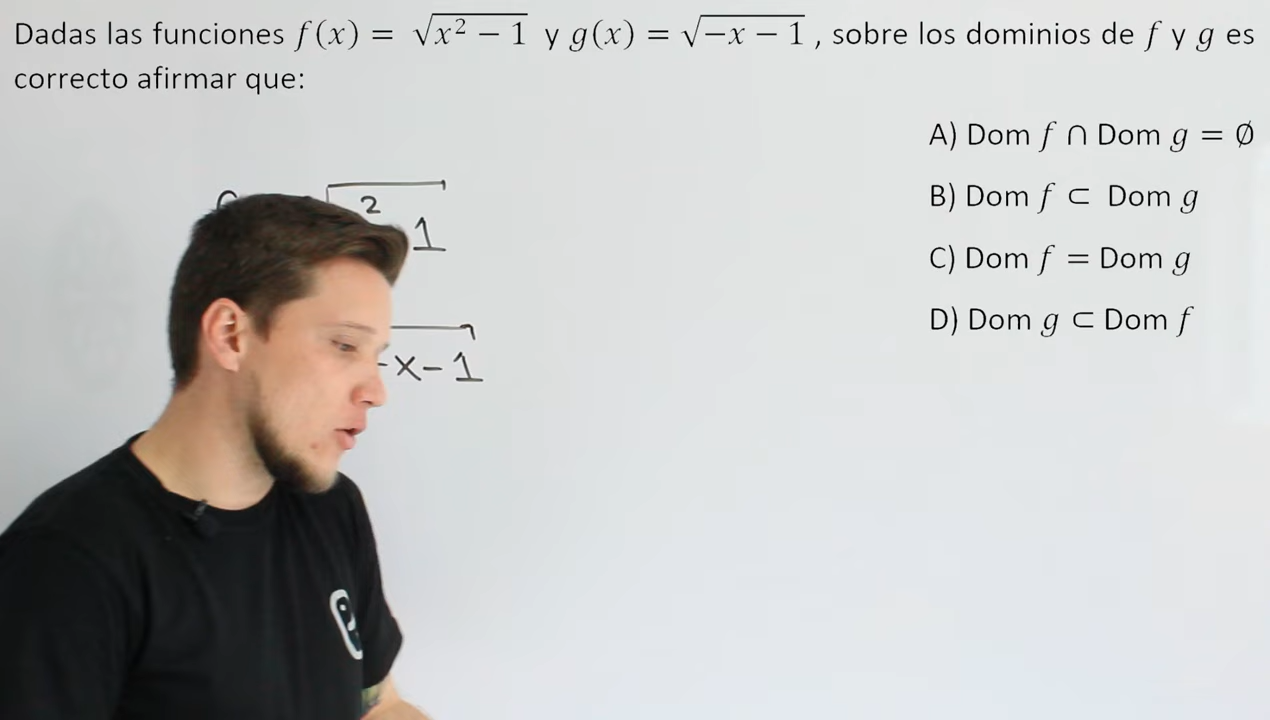 Dadas las funciones f(x) = √(x² − 1) y g(x) = √(−x − 1) , sobre los dominios de f y g es
correcto afirmar que:
A) Dom f ∩ Dom g = ∅
B) Dom f ⊂ Dom g
C) Dom f = Dom g
D) Dom g ⊂ Dom f
2
1
-x-1